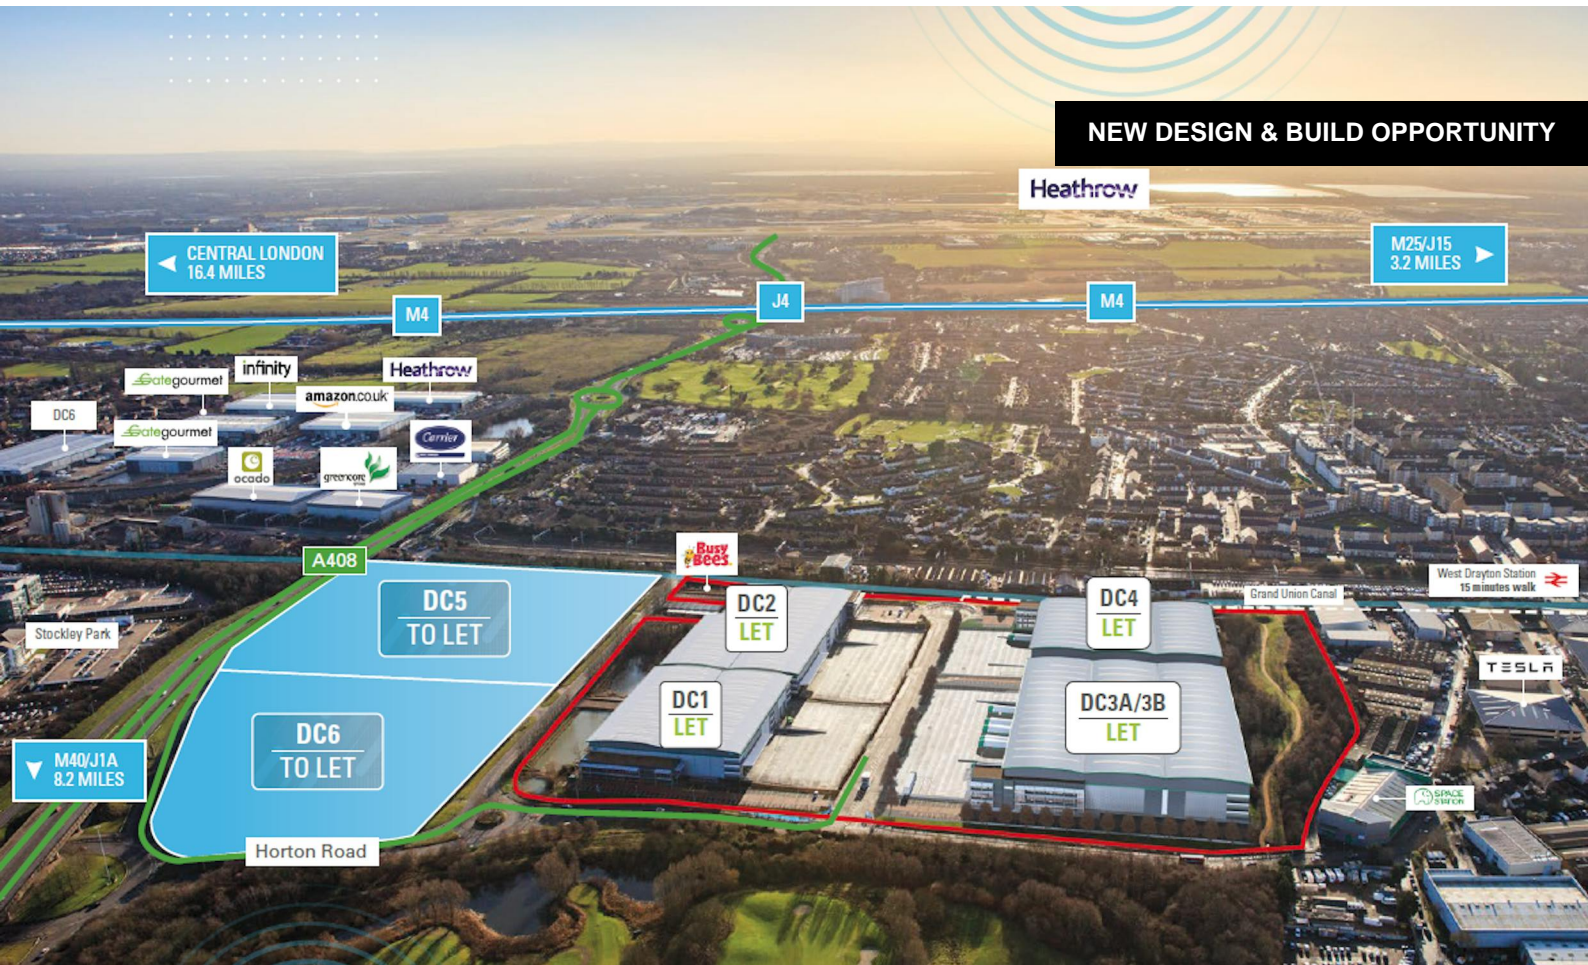 NEW DESIGN & BUILD OPPORTUNITY
Heathrow
CENTRAL LONDON
16.4 MILES
M25/J15
3.2 MILES
M4
J4
M4
infinity
Heathrow
Gategourmet
amazon.co.uk
DC6
Gategourmet
Carrier
ocado
greencore
A408
Busy
Bees
DC5
TO LET
DC2
LET
DC4
LET
Grand Union Canal
West Drayton Station
15 minutes walk
Stockley Park
TESLA
DC1
LET
DC3A/3B
LET
DC6
TO LET
M40/J1A
8.2 MILES
SPACE
STATION
Horton Road